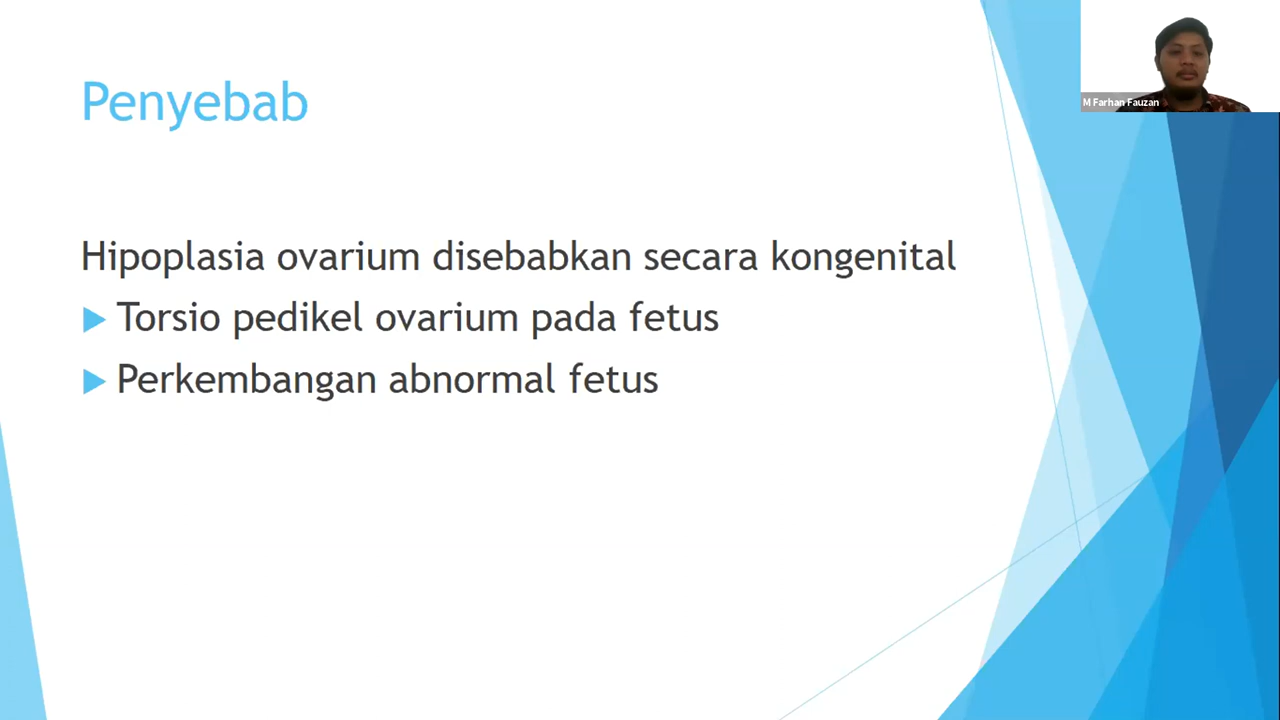 Penyebab
M Farhan Fauzan
Hipoplasia ovarium disebabkan secara kongenital
Torsio pedikel ovarium pada fetus
Perkembangan abnormal fetus